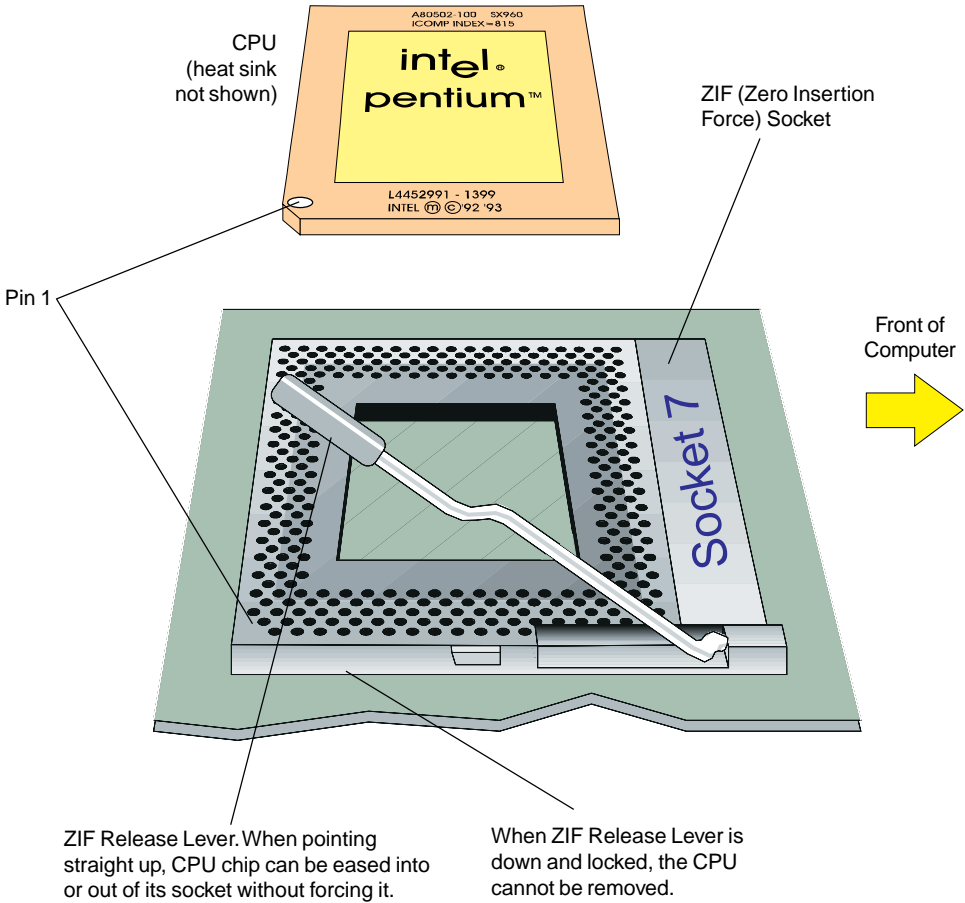 A80502-100 SX960
ICOMP INDEX=815
intel ®
pentium™
L4452991 - 1399
INTEL ⓜ ©'92 '93
CPU
(heat sink
not shown)
ZIF (Zero Insertion
Force) Socket
Pin 1
Front of
Computer
Socket 7
ZIF Release Lever. When pointing
straight up, CPU chip can be eased into
or out of its socket without forcing it.
When ZIF Release Lever is
down and locked, the CPU
cannot be removed.